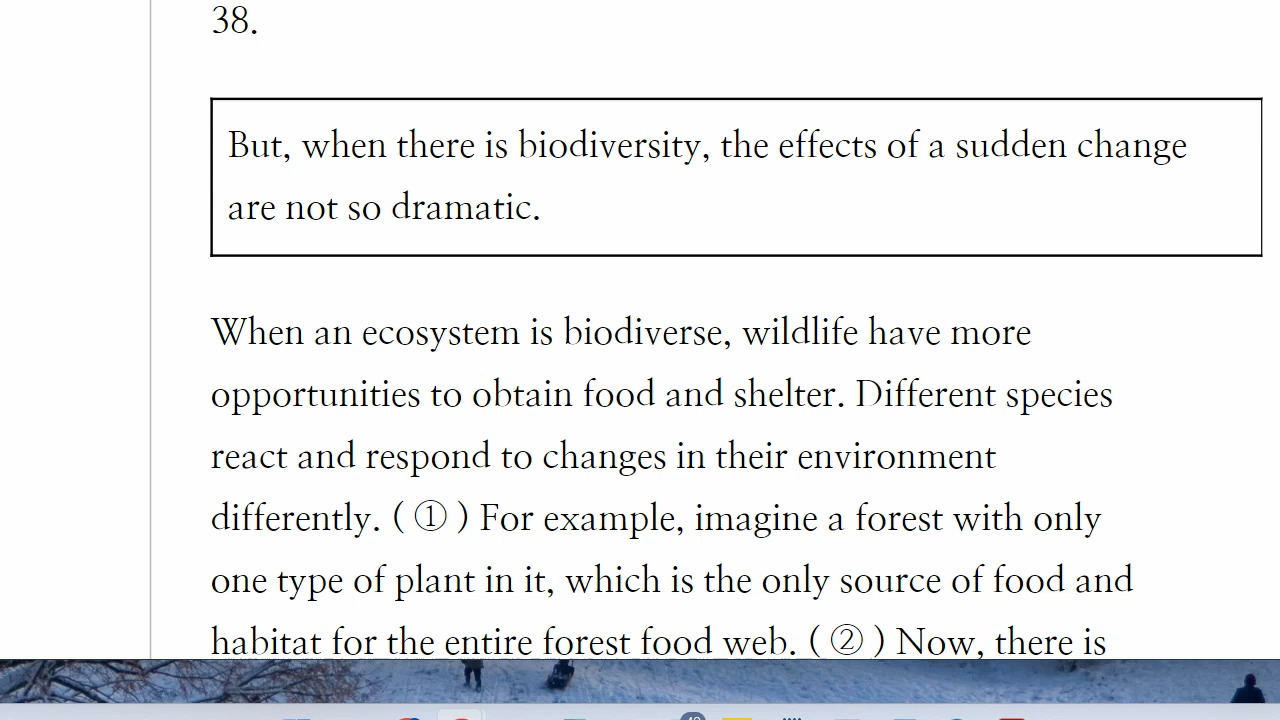 38.
But, when there is biodiversity, the effects of a sudden change
are not so dramatic.
When an ecosystem is biodiverse, wildlife have more
opportunities to obtain food and shelter. Different species
react and respond to changes in their environment
differently. ( ① ) For example, imagine a forest with only
one type of plant in it, which is the only source of food and
habitat for the entire forest food web. ( ② ) Now, there is